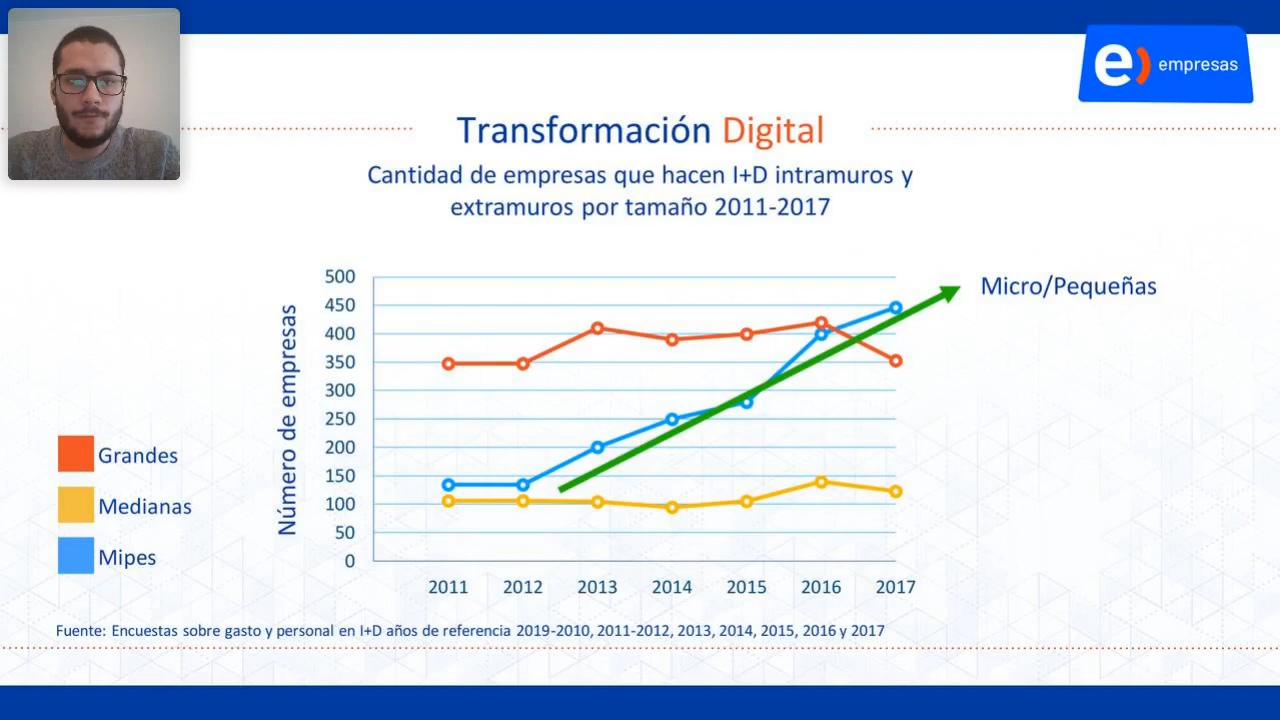 e) empresas
Transformación Digital
Cantidad de empresas que hacen I+D intramuros y
extramuros por tamaño 2011-2017
Micro/Pequeñas
Número de empresas
500
450
400
350
300
250
200
150
100
50
0
2011 2012 2013 2014 2015 2016 2017
Grandes
Medianas
Mipes
Fuente: Encuestas sobre gasto y personal en I+D años de referencia 2019-2010, 2011-2012, 2013, 2014, 2015, 2016 y 2017